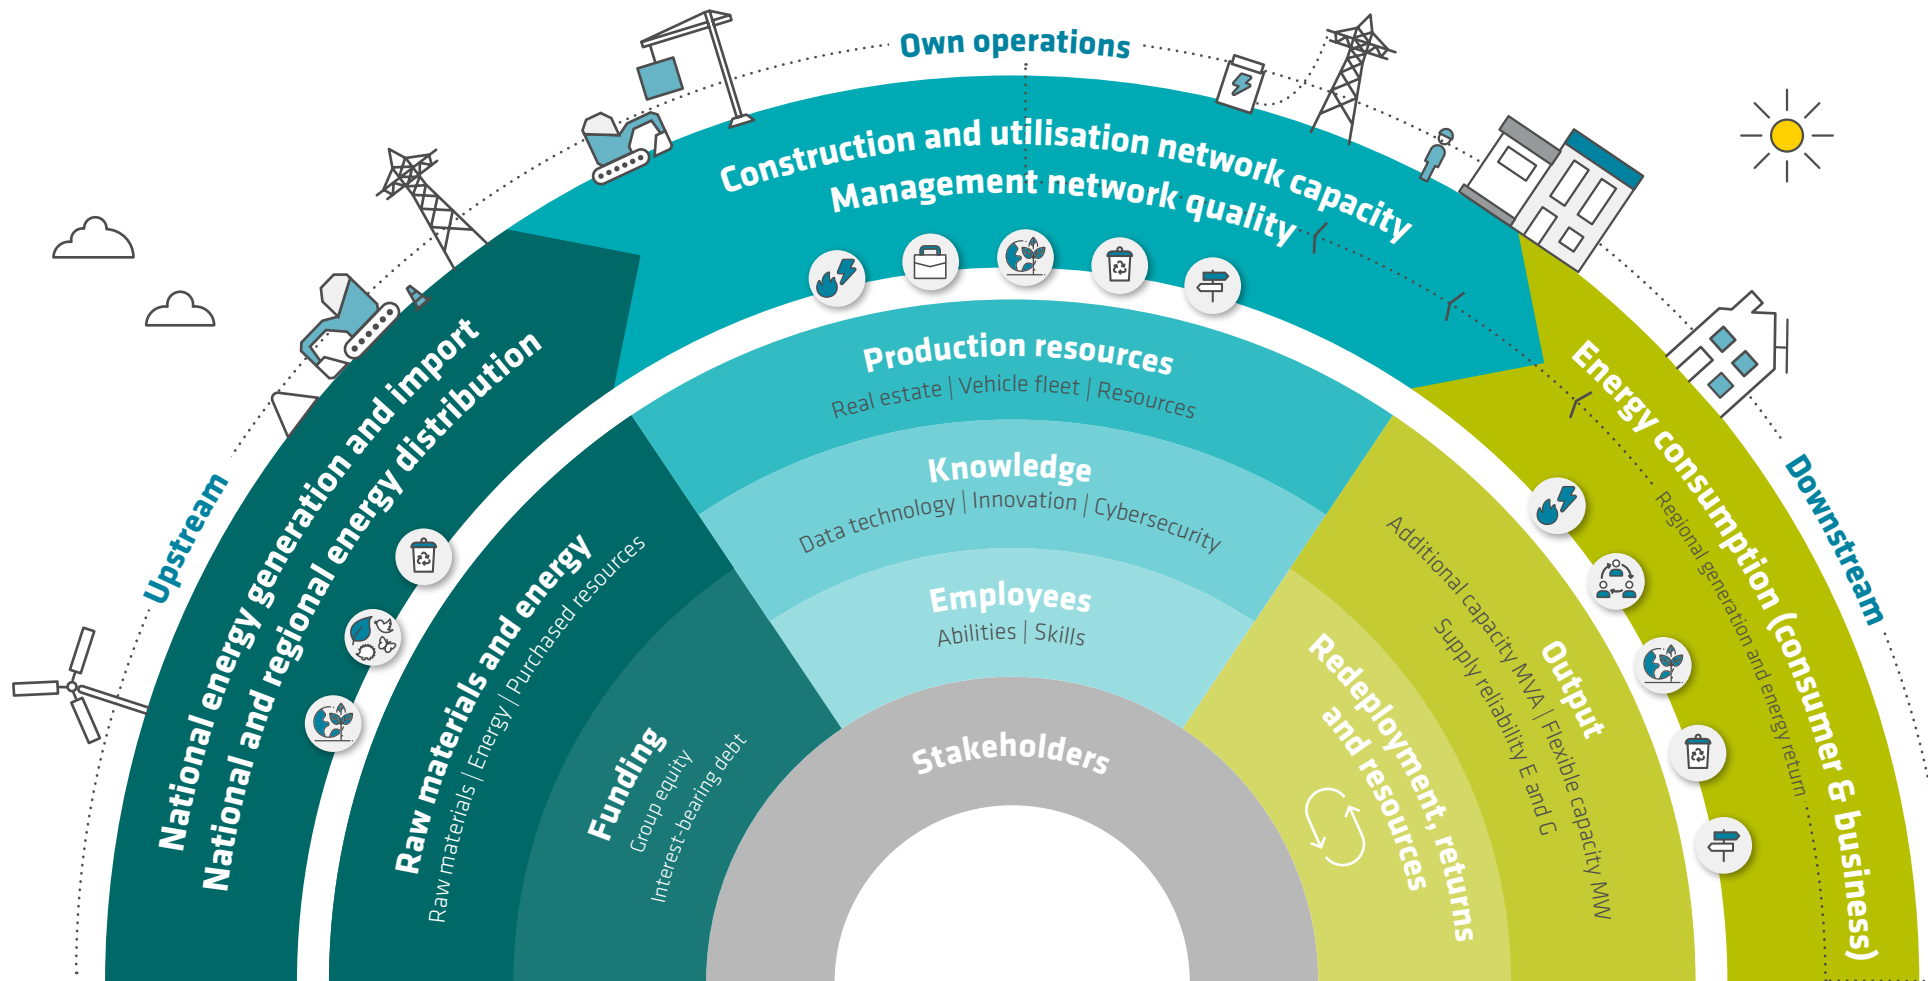 Own operations
Construction and utilisation network capacity
Management network quality
Upstream
National energy generation and import
National and regional energy distribution
Raw materials and energy
Raw materials | Energy | Purchased resources
Funding
Group equity
Interest-bearing debt
Production resources
Real estate | Vehicle fleet | Resources
Knowledge
Data technology | Innovation | Cybersecurity
Employees
Abilities | Skills
Stakeholders
Downstream
Energy consumption (consumer & business)
Regional generation and energy return
Output
Additional capacity MVA | Flexible capacity MW
Supply reliability E and G
Redeployment, returns
and resources